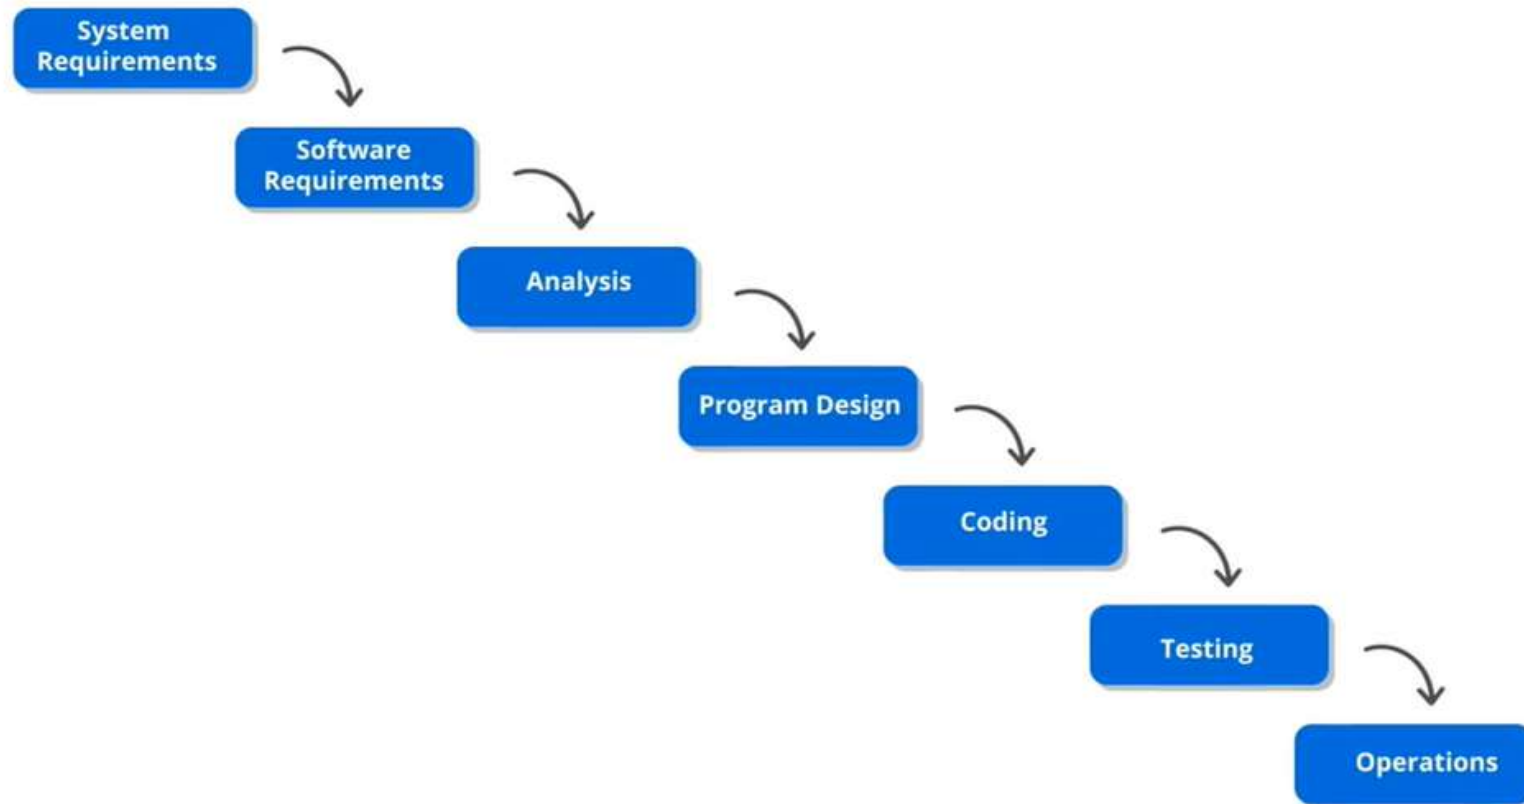 System
Requirements
Software
Requirements
Analysis
Program Design
Coding
Testing
Operations